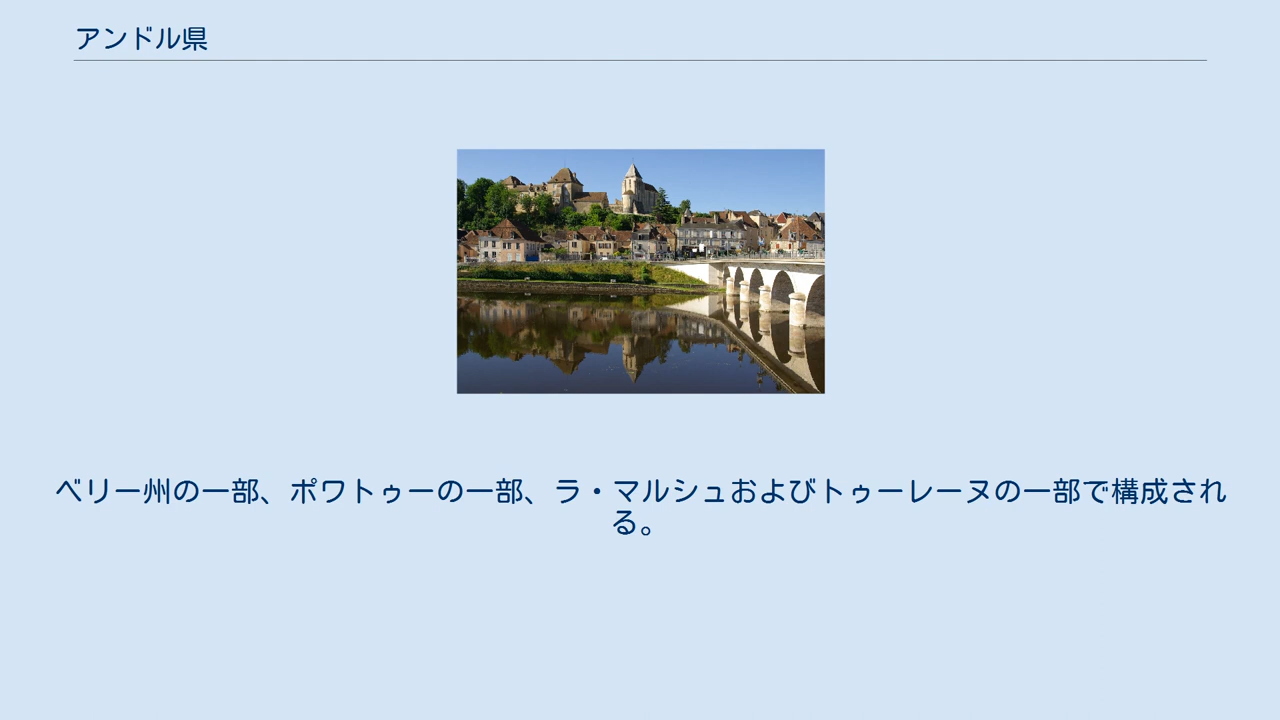 アンドル県
ベリー州の一部、ポワトゥーの一部、ラ・マルシュおよびトゥーレーヌの一部で構成され
る。